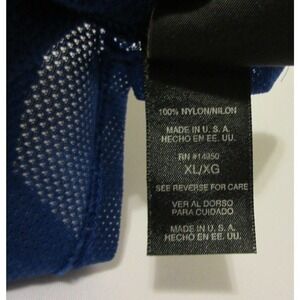 100% NYLON/NILON
MADE IN U. S. A.
HECHO EN EE. UU.
RN #14950
XL/XG
SEE REVERSE FOR CARE
VER AL DORSO
PARA CUIDADO
MADE IN U. S. A.
HECHO EN EE. UU.